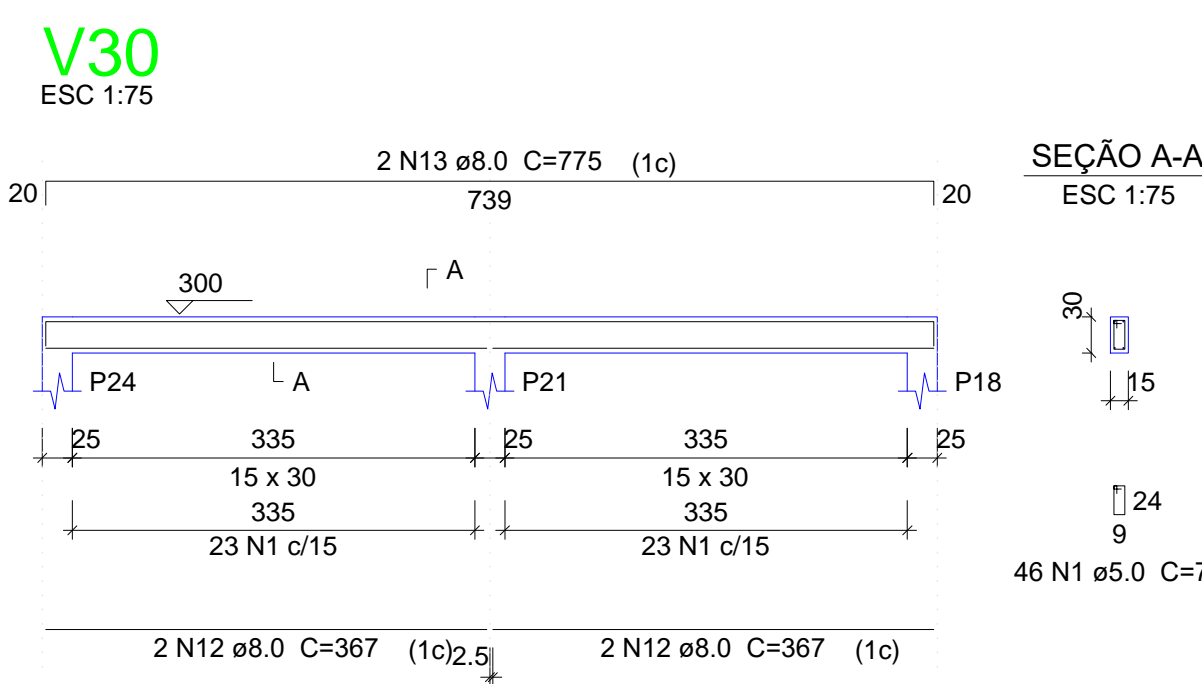 V30
ESC 1:75
2 N13 ø8.0 C=775 (1c)
20
739
20
SEÇÃO A-A
ESC 1:75
A
300
30
P24
A
P21
P18
15
25
335
25
335
25
15 x 30
15 x 30
24
335
335
9
23 N1 c/15
23 N1 c/15
46 N1 ø5.0 C=7
2 N12 ø8.0 C=367 (1c)
2.5
2 N12 ø8.0 C=367 (1c)